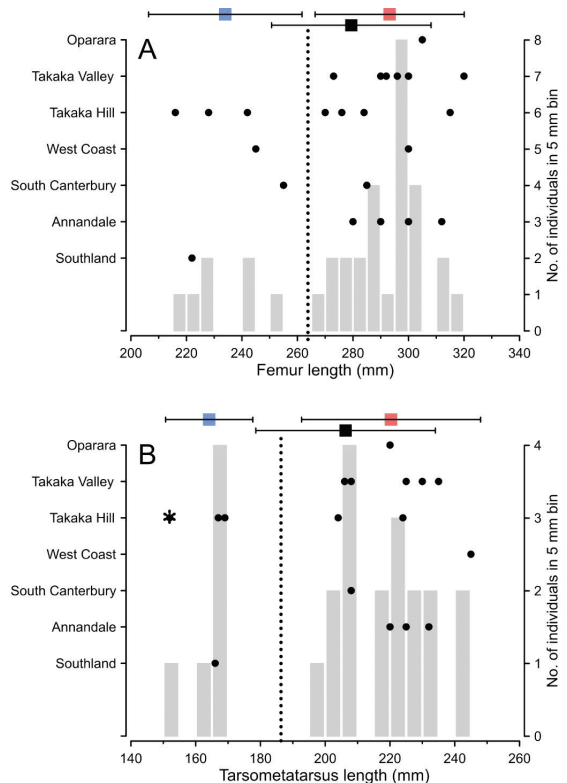 A
Oparara
Takaka Valley
Takaka Hill
West Coast
South Canterbury
Annandale
Southland
8
7
6
5
4
3
2
1
0
No. of individuals in 5 mm bin
200 220 240 260 280 300 320 340
Femur length (mm)
B
Oparara
Takaka Valley
Takaka Hill
West Coast
South Canterbury
Annandale
Southland
*
4
3
2
1
0
No. of individuals in 5 mm bin
140 160 180 200 220 240 260
Tarsometatarsus length (mm)